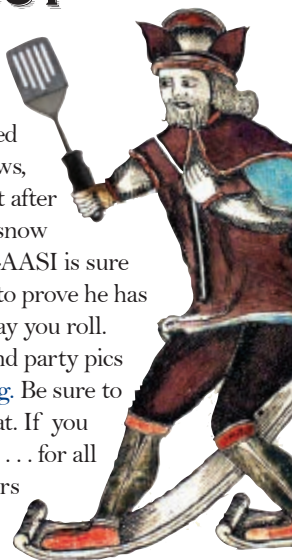 ed
ws,
t after
snow
-AASI is sure
to prove he has
ay you roll.
nd party pics
g. Be sure to
at. If you
. . . for all
rs